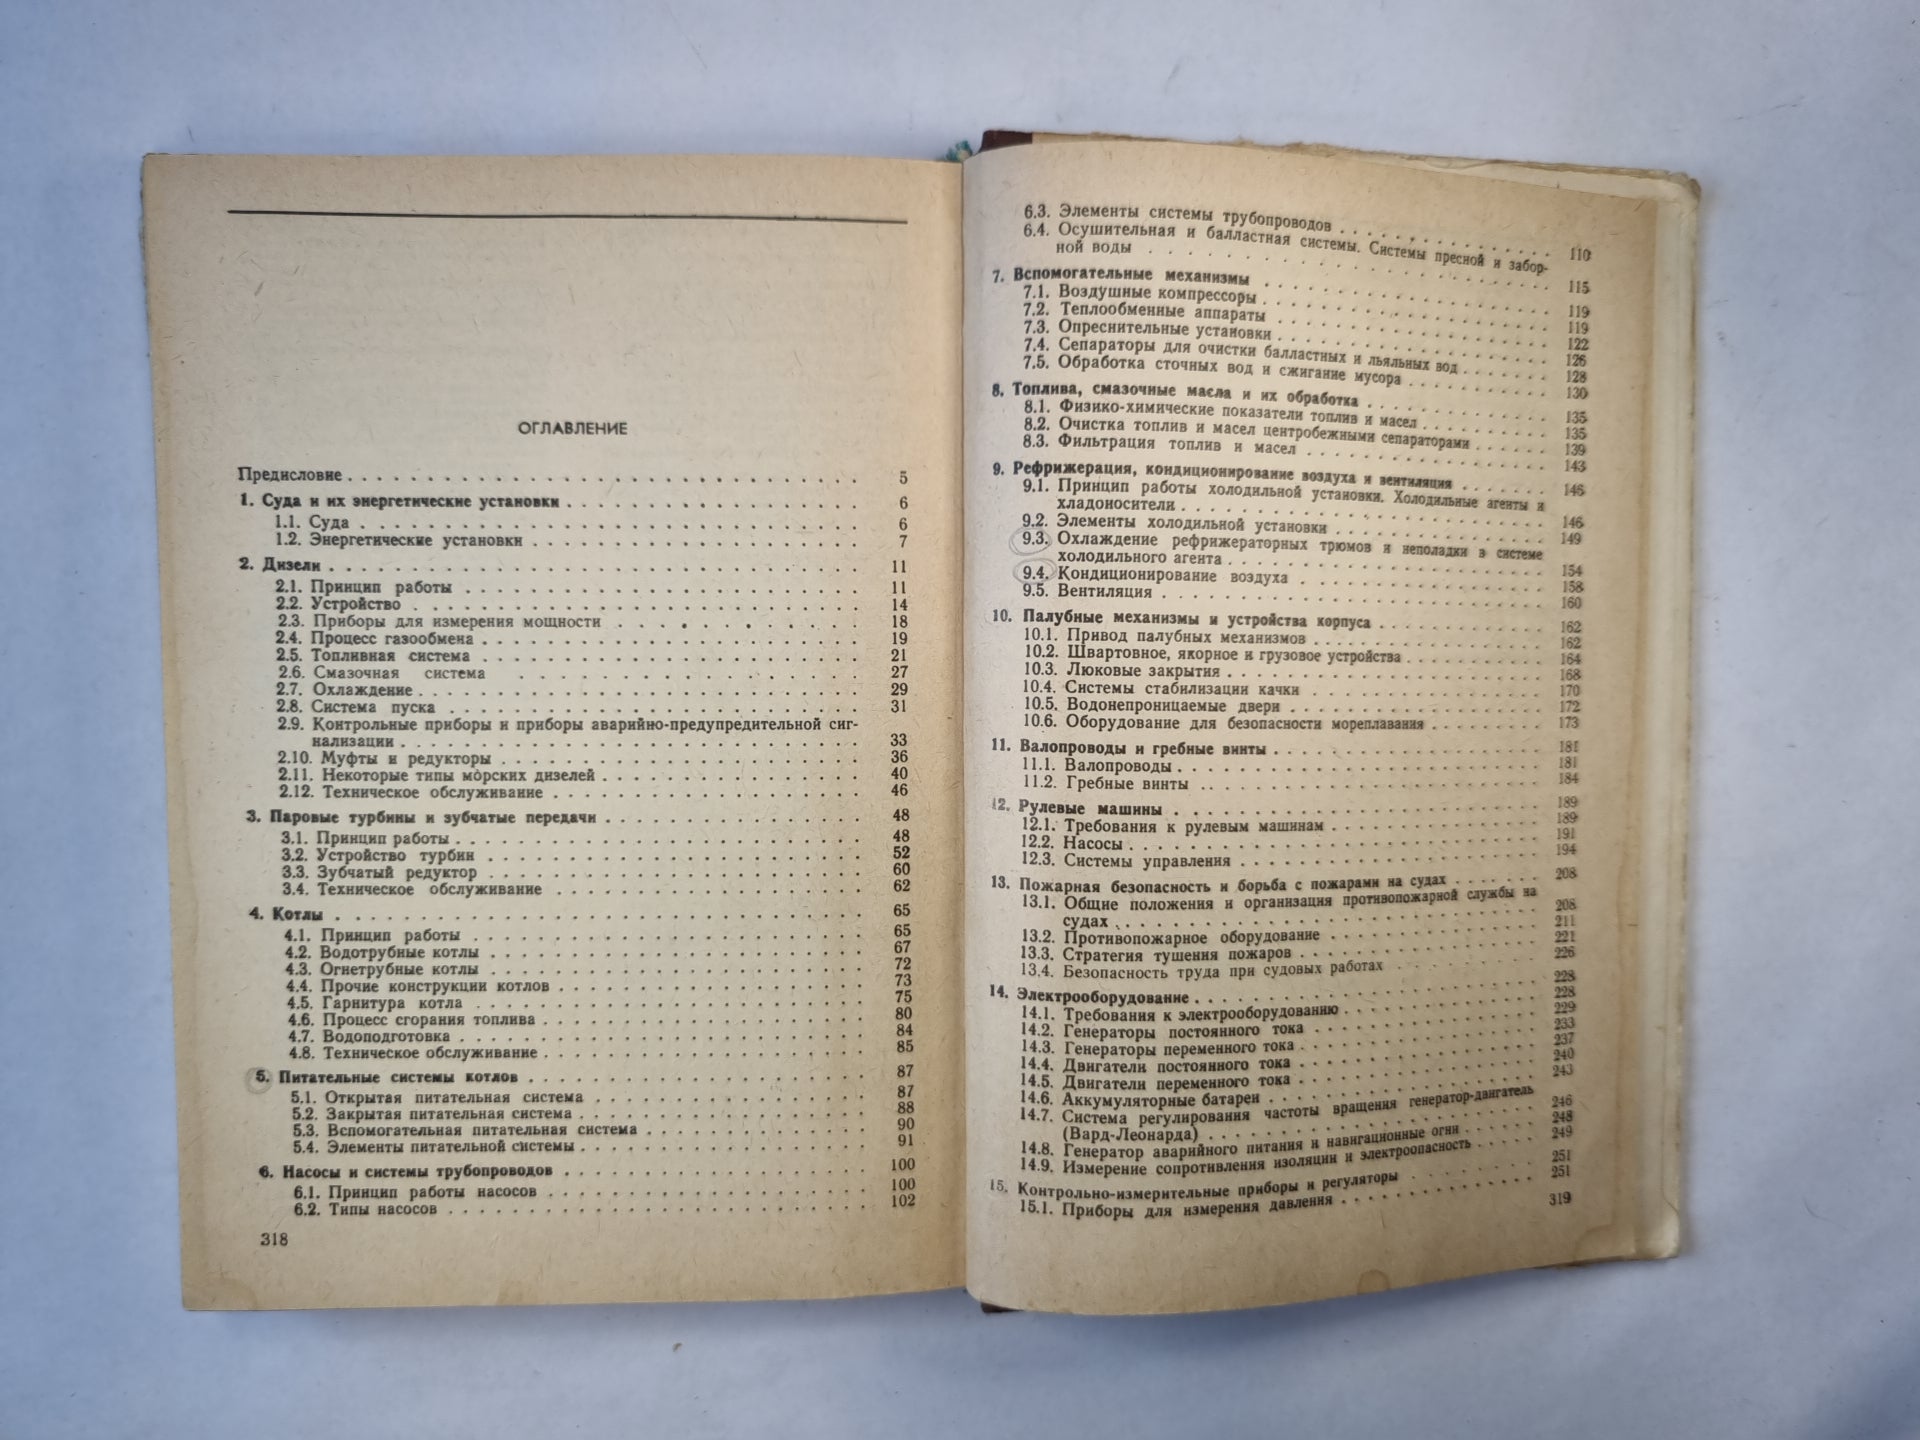 ОГЛАВЛЕНИЕ
Предисловие . . . 5
1. Суда и их энергетические установки . . . 6
1.1. Суда . . . 6
1.2. Энергетические установки . . . 7
2. Дизели . . . 11
2.1. Принцип работы . . . 11
2.2. Устройство . . . 14
2.3. Приборы для измерения мощности . . . 18
2.4. Процесс газообмена . . . 19
2.5. Топливная система . . . 21
2.6. Смазочная система . . . 27
2.7. Охлаждение . . . 29
2.8. Система пуска . . . 31
2.9. Контрольные приборы и приборы аварийно-предупредительной сиг-
нализации . . . 33
2.10. Муфты и редукторы . . . 36
2.11. Некоторые типы морских дизелей . . . 40
2.12. Техническое обслуживание . . . 46
3. Паровые турбины и зубчатые передачи . . . 48
3.1. Принцип работы . . . 48
3.2. Устройство турбин . . . 52
3.3. Зубчатый редуктор . . . 60
3.4. Техническое обслуживание . . . 62
4. Котлы . . . 65
4.1. Принцип работы . . . 65
4.2. Водотрубные котлы . . . 67
4.3. Огнетрубные котлы . . . 72
4.4. Прочие конструкции котлов . . . 73
4.5. Гарнитура котла . . . 75
4.6. Процесс сгорания топлива . . . 80
4.7. Водоподготовка . . . 84
4.8. Техническое обслуживание . . . 85
5. Питательные системы котлов . . . 87
5.1. Открытая питательная система . . . 87
5.2. Закрытая питательная система . . . 88
5.3. Вспомогательная питательная система . . . 90
5.4. Элементы питательной системы . . . 91
6. Насосы и системы трубопроводов . . . 100
6.1. Принцип работы насосов . . . 100
6.2. Типы насосов . . . 102
318
6.3. Элементы системы трубопроводов . . . 110
6.4. Осушительная и балластная системы. Системы пресной и забор-
ной воды . . . 115
7. Вспомогательные механизмы . . . 119
7.1. Воздушные компрессоры . . . 119
7.2. Теплообменные аппараты . . . 122
7.3. Опреснительные установки . . . 126
7.4. Сепараторы для очистки балластных и льяльных вод . . . 128
7.5. Обработка сточных вод и сжигание мусора . . . 130
8. Топлива, смазочные масла и их обработка . . . 135
8.1. Физико-химические показатели топлив и масел . . . 135
8.2. Очистка топлив и масел центробежными сепараторами . . . 139
8.3. Фильтрация топлив и масел . . . 143
9. Рефрижерация, кондиционирование воздуха и вентиляция . . . 146
9.1. Принцип работы холодильной установки. Холодильные агенты и
хладоносители . . . 146
9.2. Элементы холодильной установки . . . 149
9.3. Охлаждение рефрижераторных трюмов и неполадки в системе
холодильного агента . . . 154
9.4. Кондиционирование воздуха . . . 158
9.5. Вентиляция . . . 160
10. Палубные механизмы и устройства корпуса . . . 162
10.1. Привод палубных механизмов . . . 162
10.2. Швартовное, якорное и грузовое устройства . . . 164
10.3. Люковые закрытия . . . 168
10.4. Системы стабилизации качки . . . 170
10.5. Водонепроницаемые двери . . . 172
10.6. Оборудование для безопасности мореплавания . . . 173
11. Валопроводы и гребные винты . . . 181
11.1. Валопроводы . . . 181
11.2. Гребные винты . . . 184
12. Рулевые машины . . . 189
12.1. Требования к рулевым машинам . . . 189
12.2. Насосы . . . 191
12.3. Системы управления . . . 194
13. Пожарная безопасность и борьба с пожарами на судах . . . 208
13.1. Общие положения и организация противопожарной службы на
судах . . . 208
13.2. Противопожарное оборудование . . . 211
13.3. Стратегия тушения пожаров . . . 221
13.4. Безопасность труда при судовых работах . . . 226
14. Электрооборудование . . . 228
14.1. Требования к электрооборудованию . . . 228
14.2. Генераторы постоянного тока . . . 229
14.3. Генераторы переменного тока . . . 233
14.4. Двигатели постоянного тока . . . 237
14.5. Двигатели переменного тока . . . 240
14.6. Аккумуляторные батареи . . . 243
14.7. Система регулирования частоты вращения генератор-двигатель
(Вард-Леонарда) . . . 246
14.8. Генератор аварийного питания и навигационные огни . . . 248
14.9. Измерение сопротивления изоляции и электроопасность . . . 249
15. Контрольно-измерительные приборы и регуляторы . . . 251
15.1. Приборы для измерения давления . . . 251
319